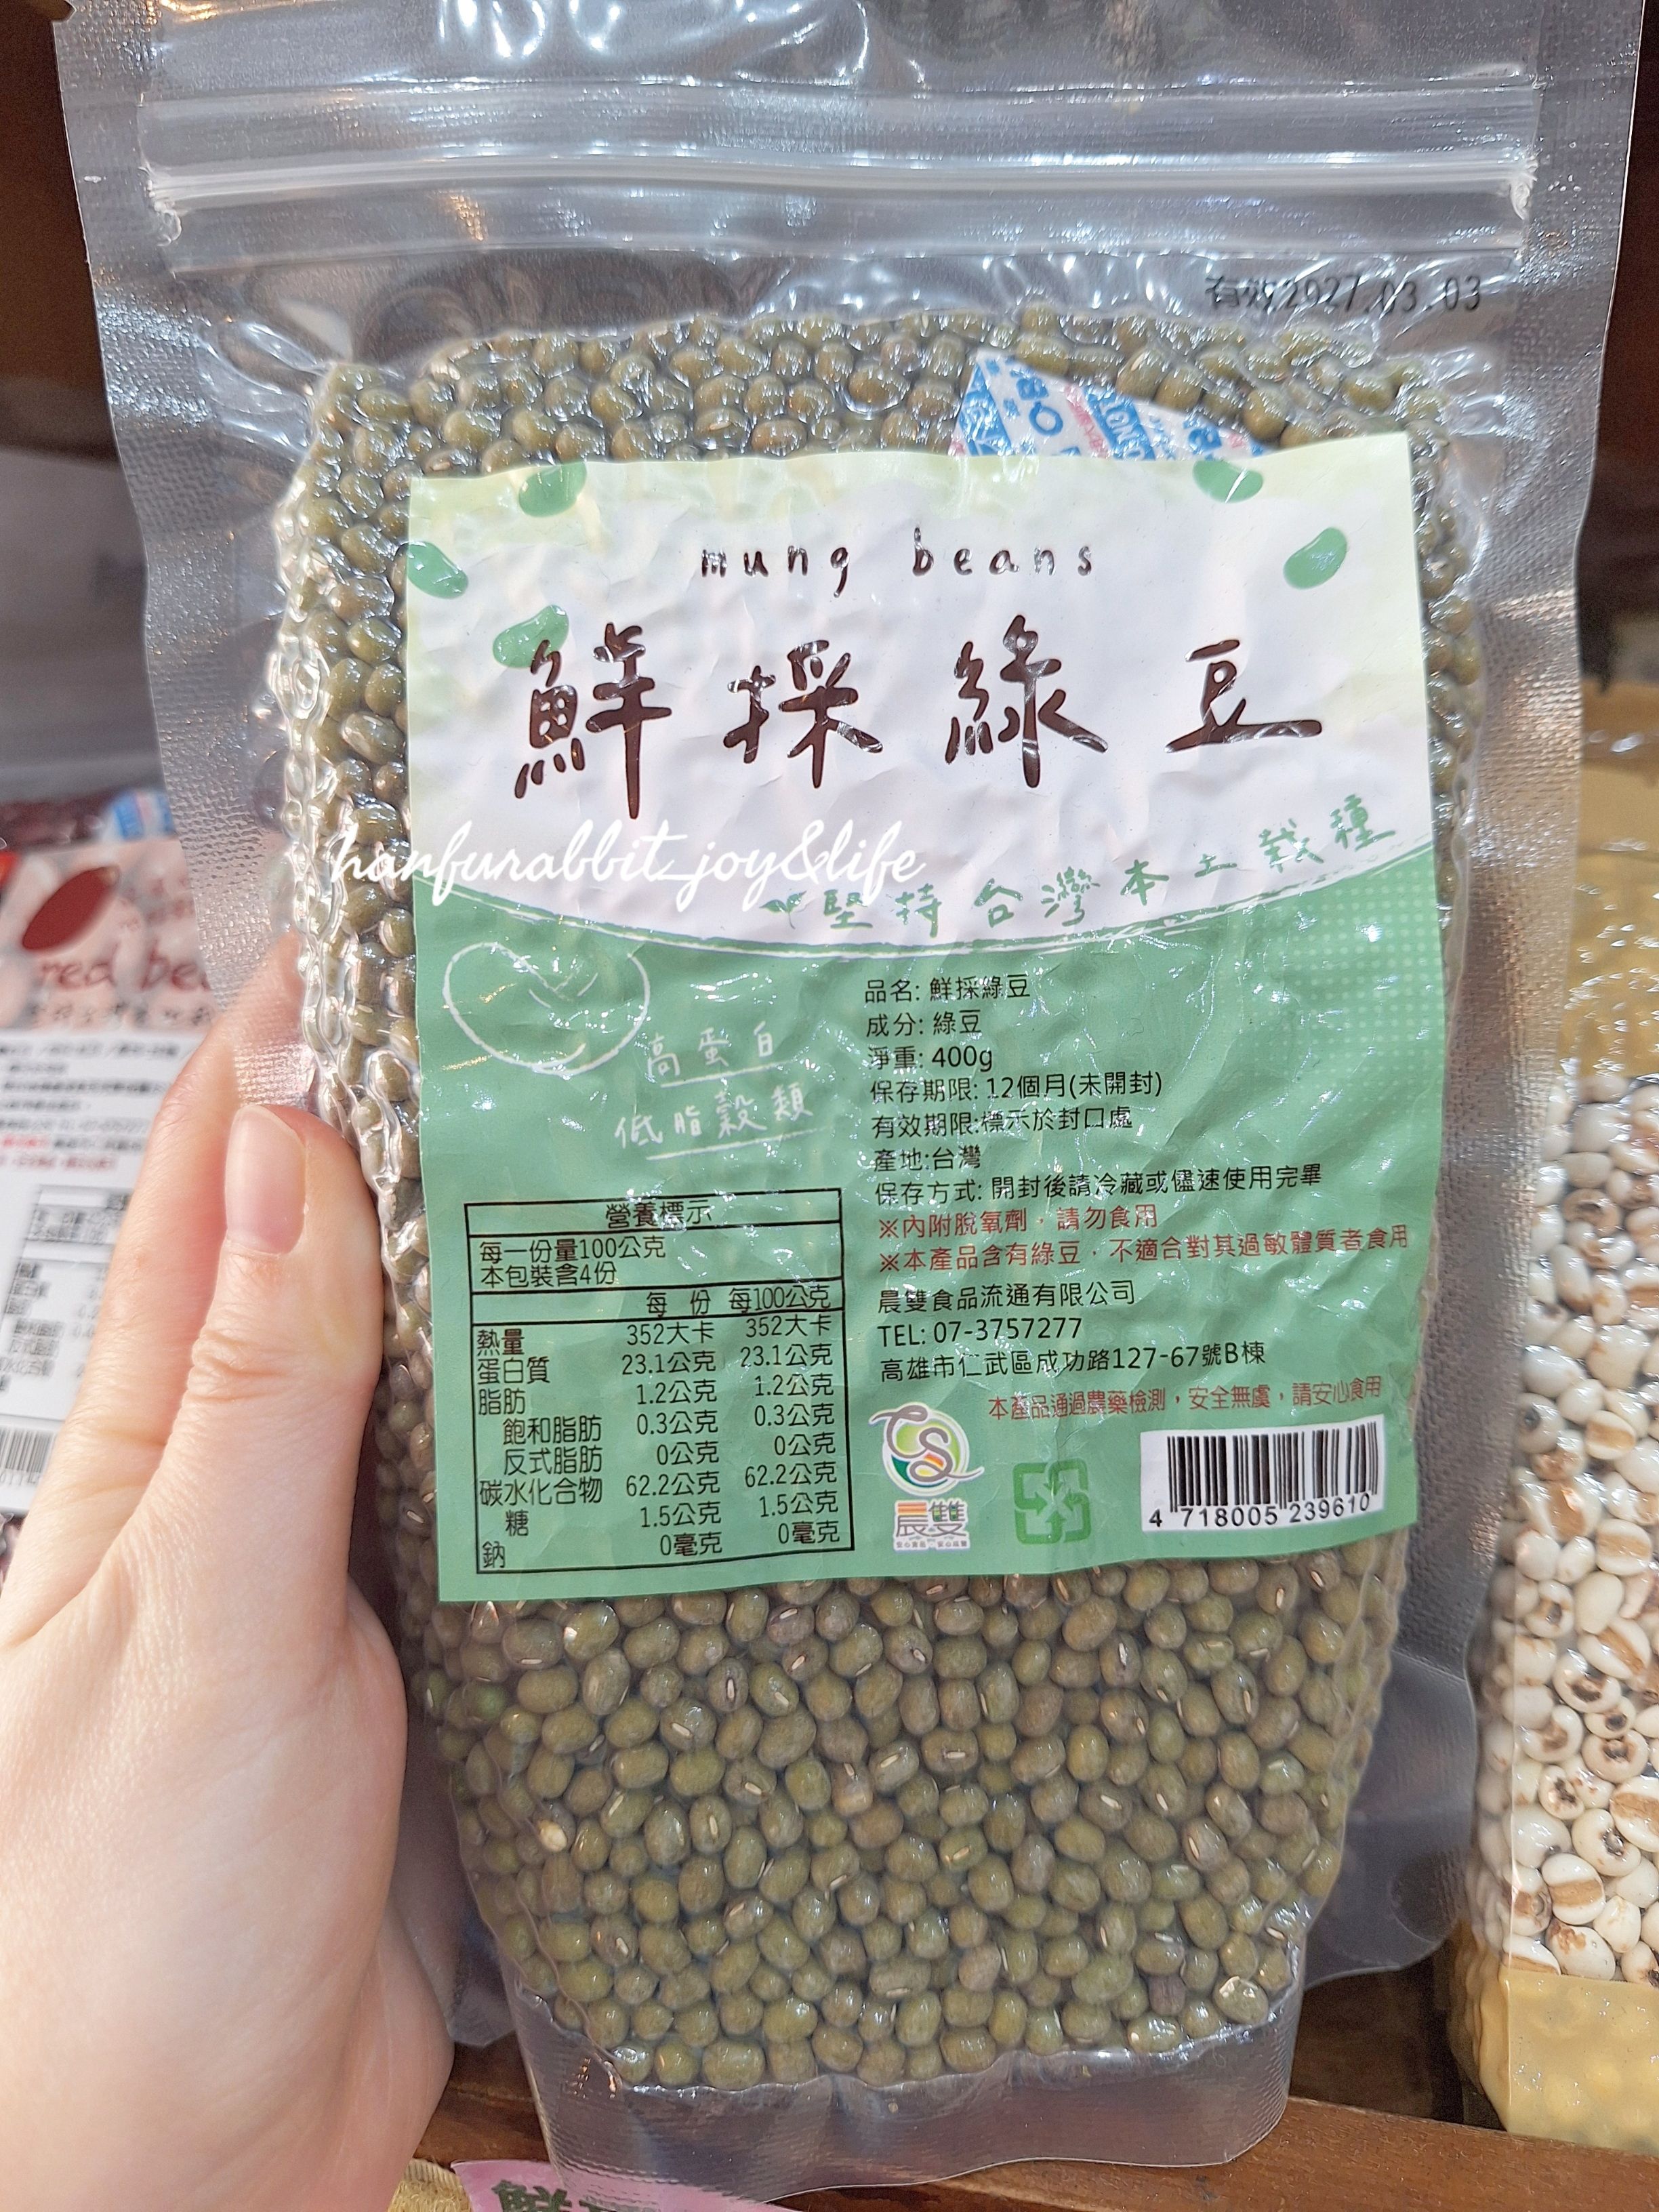 有效2027.03.03
mung beans
鮮採綠豆
hanfurabbit_joy&life
堅持台灣本土栽種
高蛋白
低脂穀類
品名: 鮮採綠豆
成分: 綠豆
淨重: 400g
保存期限: 12個月(未開封)
有效期限:標示於封口處
產地:台灣
保存方式: 開封後請冷藏或儘速使用完畢
※內附脫氧劑,請勿食用
※本產品含有綠豆,不適合對其過敏體質者食用
晨雙食品流通有限公司
TEL: 07-3757277
高雄市仁武區成功路127-67號B棟
本產品通過農藥檢測,安全無虞,請安心食用
營養標示
每一份量100公克
本包裝含4份
每 份 每100公克
熱量 352大卡 352大卡
蛋白質 23.1公克 23.1公克
脂肪 1.2公克 1.2公克
飽和脂肪 0.3公克 0.3公克
反式脂肪 0公克 0公克
碳水化合物 62.2公克 62.2公克
糖 1.5公克 1.5公克
鈉 0毫克 0毫克
晨雙
4 718005 239610
red be